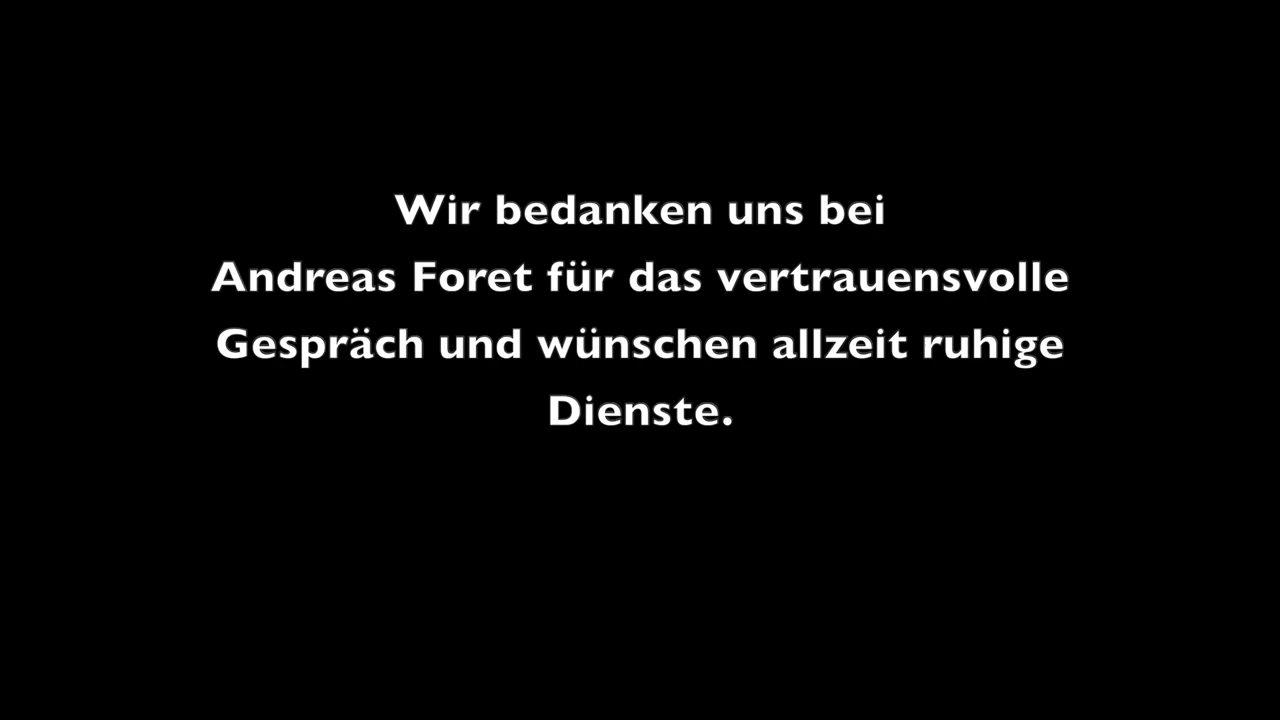 Wir bedanken uns bei
Andreas Foret für das vertrauensvolle
Gespräch und wünschen allzeit ruhige
Dienste.